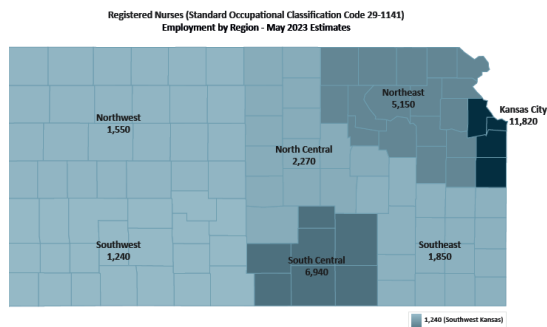 Registered Nurses (Standard Occupational Classification Code 29-1141)
Employment by Region - May 2023 Estimates
Northeast
5,150
Kansas City
11,820
Northwest
1,550
North Central
2,270
Southwest
1,240
South Central
6,940
Southeast
1,850
1,240 (Southwest Kansas)